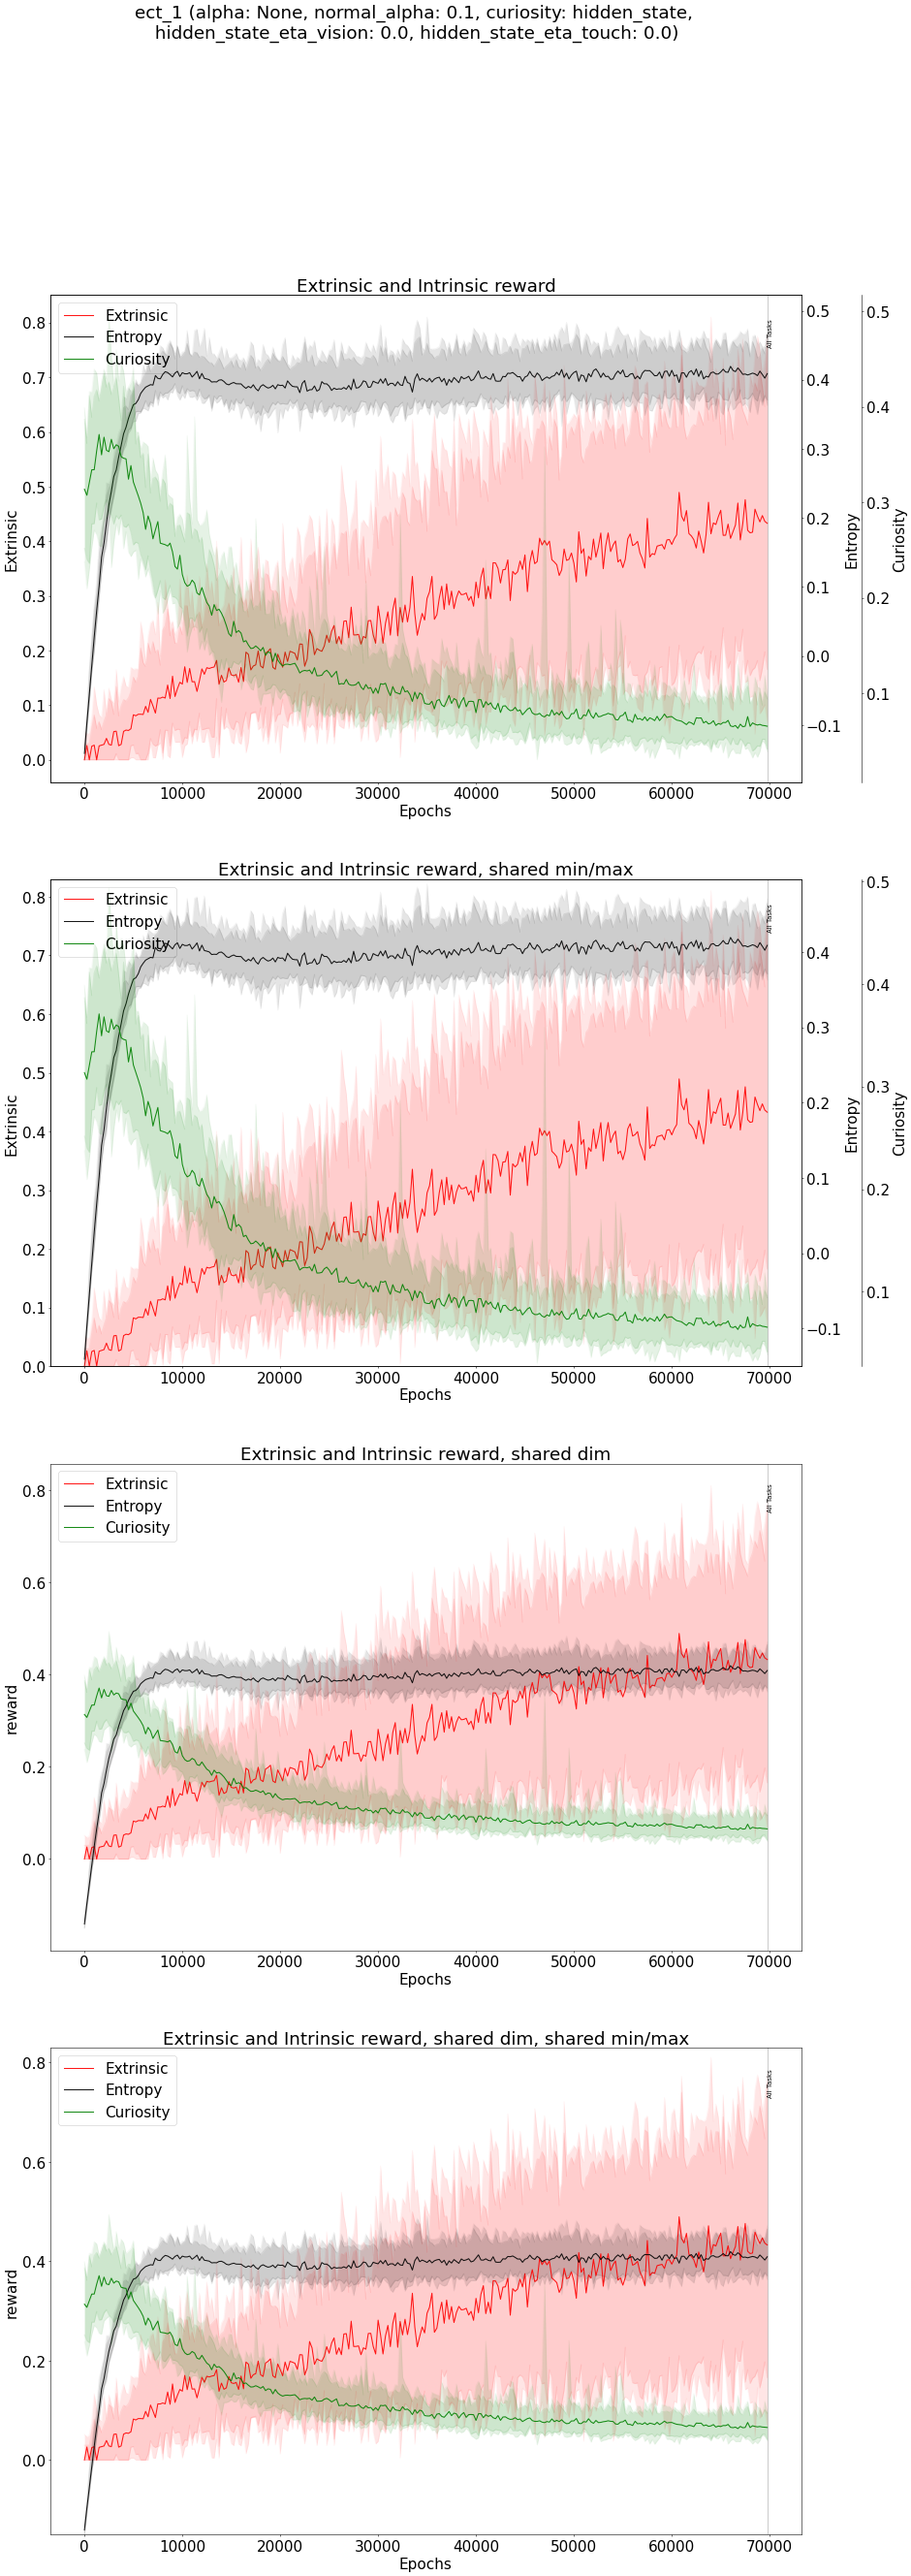 ect_1 (alpha: None, normal_alpha: 0.1, curiosity: hidden_state,
hidden_state_eta_vision: 0.0, hidden_state_eta_touch: 0.0)
Extrinsic and Intrinsic reward
Extrinsic
Entropy
Curiosity
All Tasks
0.8
0.7
0.6
0.5
0.4
0.3
0.2
0.1
0.0
Extrinsic
0.5
0.4
0.3
0.2
0.1
0.0
−0.1
Entropy
0.5
0.4
0.3
0.2
0.1
Curiosity
0 10000 20000 30000 40000 50000 60000 70000
Epochs
Extrinsic and Intrinsic reward, shared min/max
Extrinsic
Entropy
Curiosity
All Tasks
0.8
0.7
0.6
0.5
0.4
0.3
0.2
0.1
0.0
Extrinsic
0.4
0.3
0.2
0.1
0.0
−0.1
Entropy
0.5
0.4
0.3
0.2
0.1
Curiosity
0 10000 20000 30000 40000 50000 60000 70000
Epochs
Extrinsic and Intrinsic reward, shared dim
Extrinsic
Entropy
Curiosity
All Tasks
0.8
0.6
0.4
0.2
0.0
reward
0 10000 20000 30000 40000 50000 60000 70000
Epochs
Extrinsic and Intrinsic reward, shared dim, shared min/max
Extrinsic
Entropy
Curiosity
All Tasks
0.8
0.6
0.4
0.2
0.0
reward
0 10000 20000 30000 40000 50000 60000 70000
Epochs